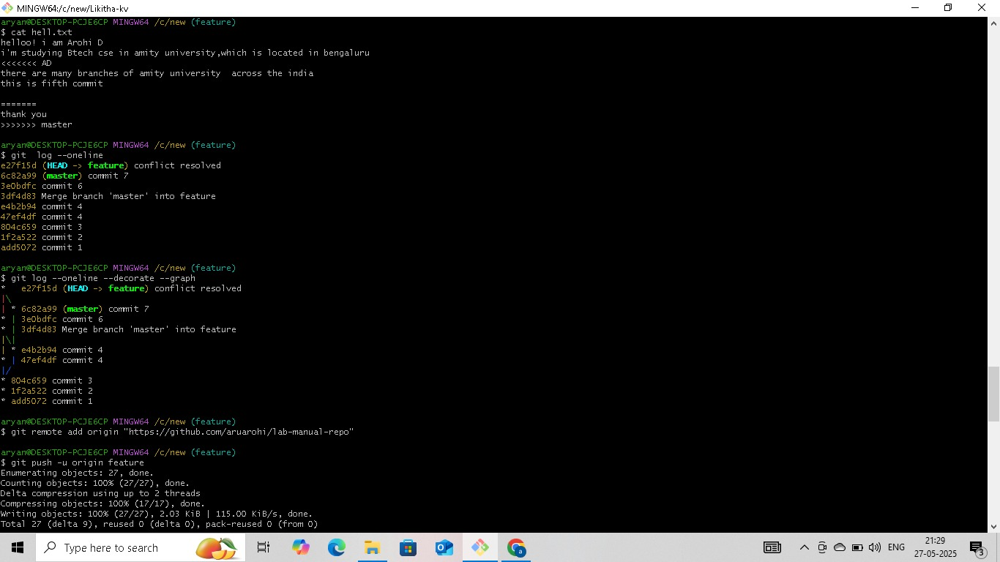 MINGW64:/c/new/Likitha-kv
aryan@DESKTOP-PCJE6CP MINGW64 /c/new (feature)
$ cat hell.txt
helloo! i am Arohi D
i'm studying Btech cse in amity university,which is located in bengaluru
<<<<<<< AD
there are many branches of amity university  across the india
this is fifth commit
=======
thank you
>>>>>>> master
aryan@DESKTOP-PCJE6CP MINGW64 /c/new (feature)
$ git  log --oneline
e27f15d (HEAD -> feature) conflict resolved
6c82a99 (master) commit 7
3e0bdfc commit 6
3df4d83 Merge branch 'master' into feature
e4b2b94 commit 4
47ef4df commit 4
804c659 commit 3
1f2a522 commit 2
add5072 commit 1
aryan@DESKTOP-PCJE6CP MINGW64 /c/new (feature)
$ git log --oneline --decorate --graph
*   e27f15d (HEAD -> feature) conflict resolved
|\
| * 6c82a99 (master) commit 7
* | 3e0bdfc commit 6
* | 3df4d83 Merge branch 'master' into feature
|\|
| * e4b2b94 commit 4
* | 47ef4df commit 4
|/
* 804c659 commit 3
* 1f2a522 commit 2
* add5072 commit 1
aryan@DESKTOP-PCJE6CP MINGW64 /c/new (feature)
$ git remote add origin "https://github.com/aruarohi/lab-manual-repo"
aryan@DESKTOP-PCJE6CP MINGW64 /c/new (feature)
$ git push -u origin feature
Enumerating objects: 27, done.
Counting objects: 100% (27/27), done.
Delta compression using up to 2 threads
Compressing objects: 100% (17/17), done.
Writing objects: 100% (27/27), 2.03 KiB | 115.00 KiB/s, done.
Total 27 (delta 9), reused 0 (delta 0), pack-reused 0 (from 0)
Type here to search
a
ENG
21:29
27-05-2025
3